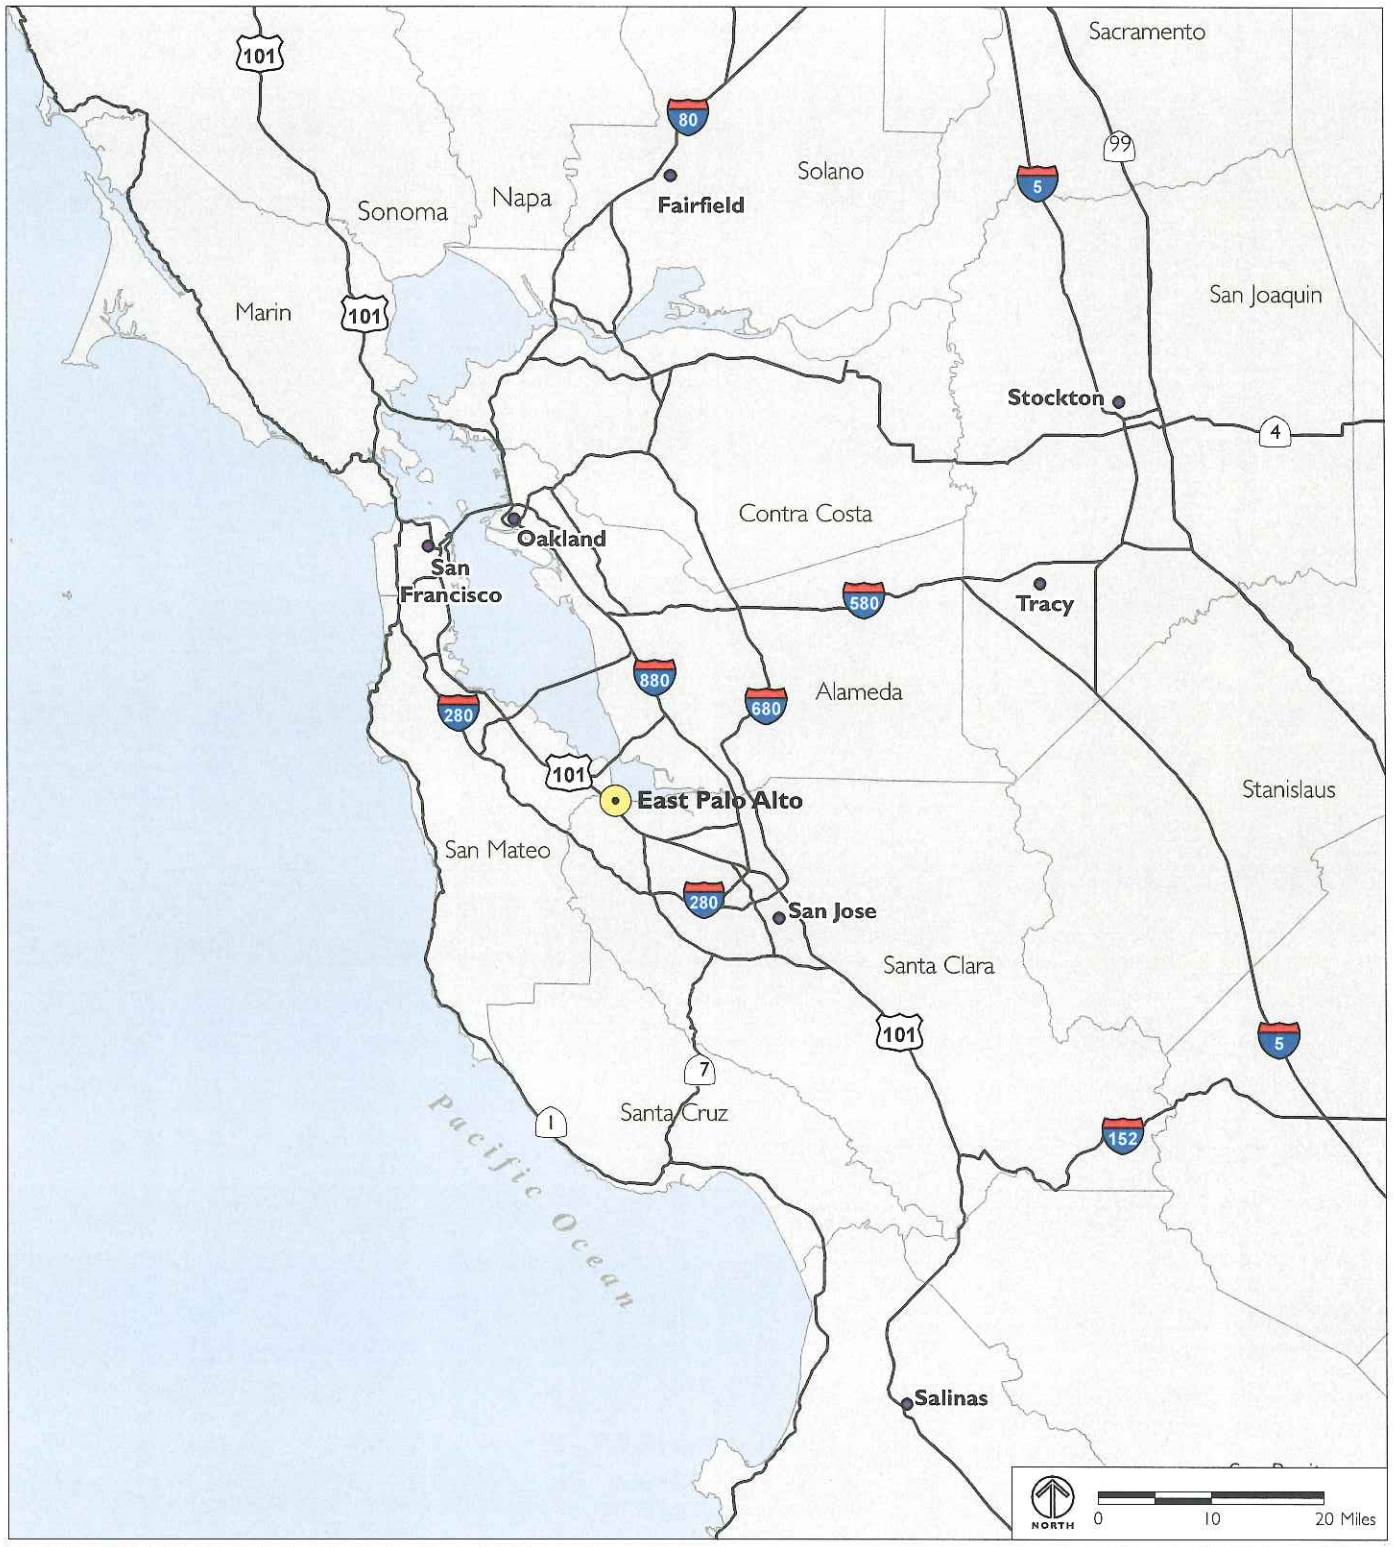 Sacramento
101
80
99
Solano
5
Napa
Sonoma
Fairfield
San Joaquin
Marin
101
Stockton
4
Contra Costa
Oakland
San
Francisco
580
Tracy
880
Alameda
680
280
101
Stanislaus
East Palo Alto
San Mateo
280
San Jose
Santa Clara
101
5
7
Santa Cruz
1
152
Pacific Ocean
Salinas
NORTH
0 10 20 Miles